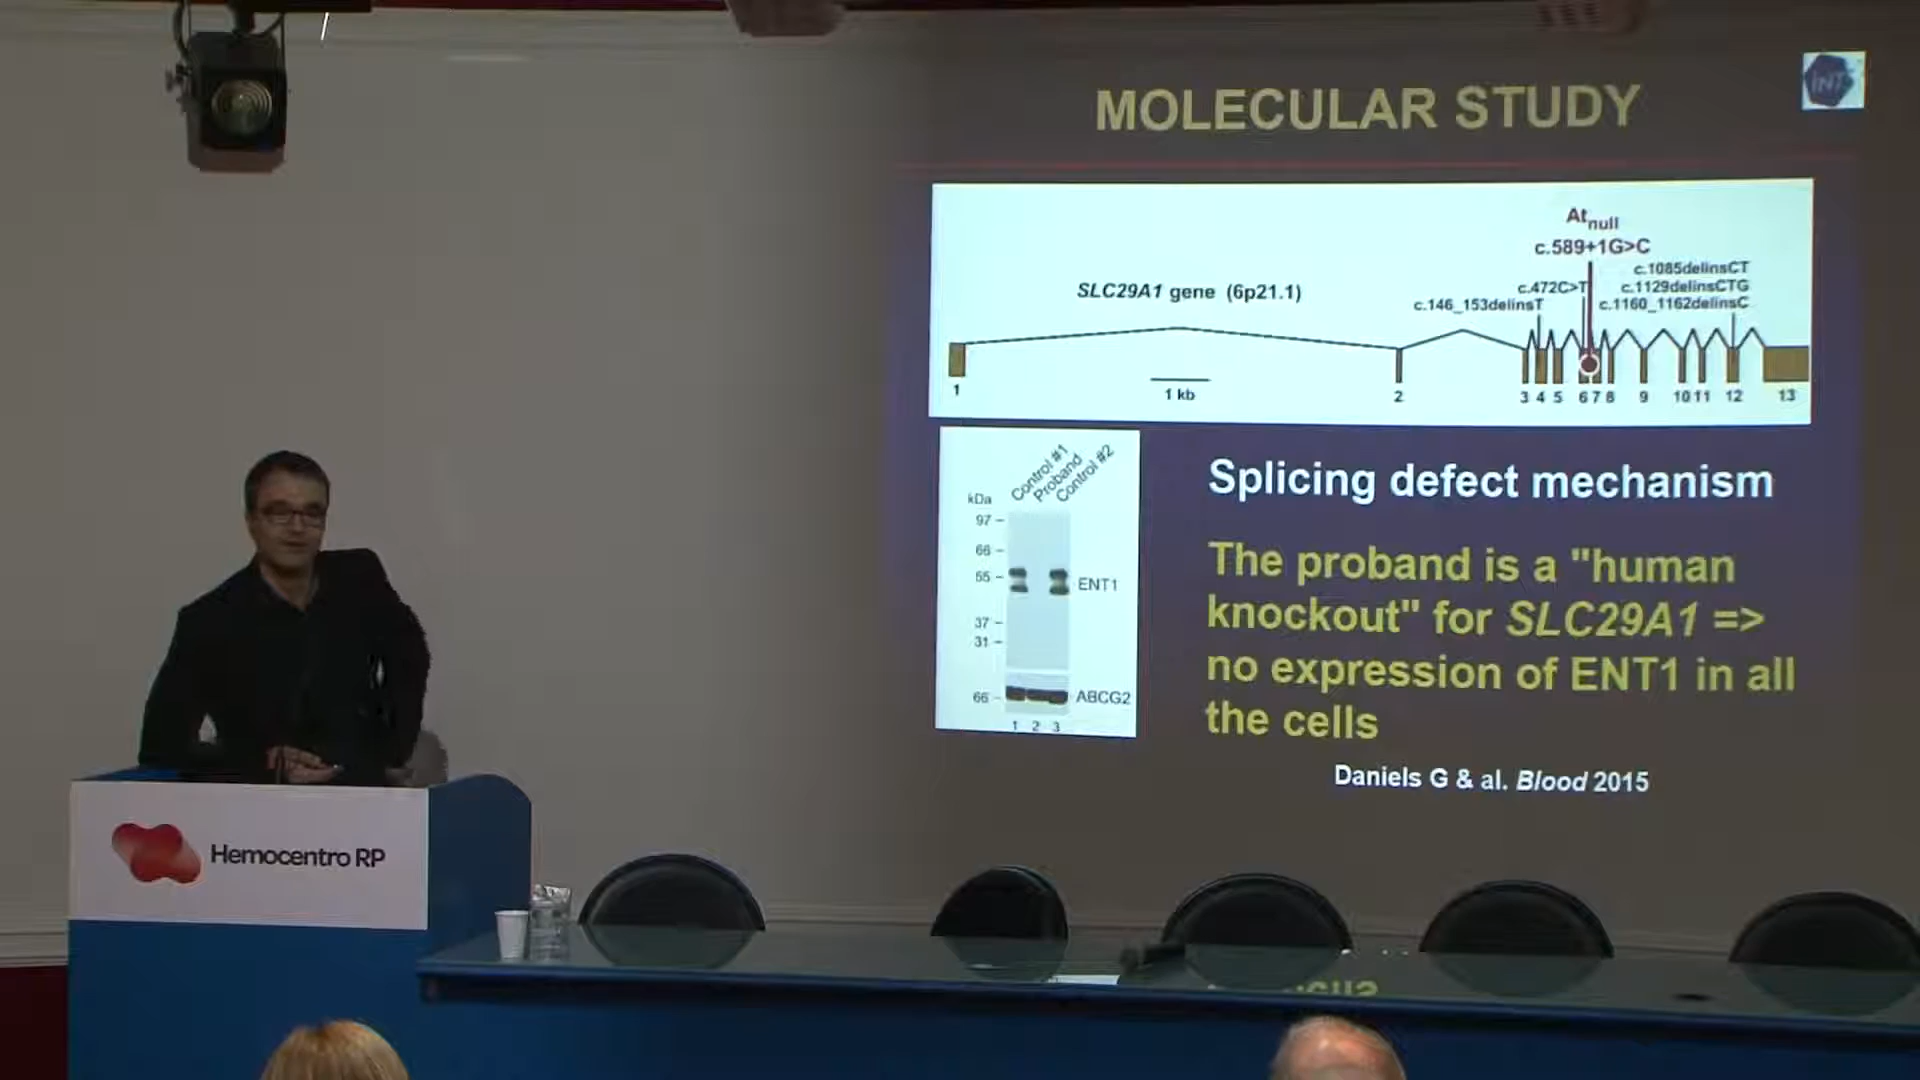 MOLECULAR STUDY
INTS
At null
c.589+1G>C
c.1085delinsCT
SLC29A1 gene (6p21.1)
c.472C>T
c.1129delinsCTG
c.146_153delinsT
c.1160_1162delinsC
1 kb
1 2 3 4 5 6 7 8 9 10 11 12 13
Control #1
Proband
Control #2
kDa
97
66
55
ENT1
37
31
66
ABCG2
1 2 3
Splicing defect mechanism
The proband is a "human
knockout" for SLC29A1 =>
no expression of ENT1 in all
the cells
Daniels G & al. Blood 2015
Hemocentro RP